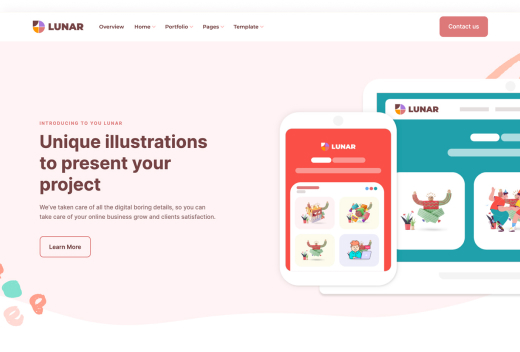 LUNAR
Overview Home Portfolio Pages Template
Contact us
INTRODUCING TO YOU LUNAR
Unique illustrations
to present your
project
We've taken care of all the digital boring details, so you can
take care of your online business grow and clients satisfaction.
Learn More
LUNAR
LUNAR